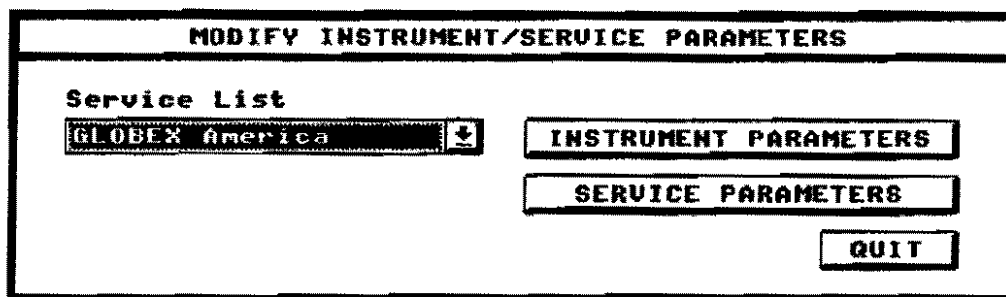 MODIFY INSTRUMENT/SERVICE PARAMETERS
Service List
GLOBEX America
INSTRUMENT PARAMETERS
SERVICE PARAMETERS
QUIT